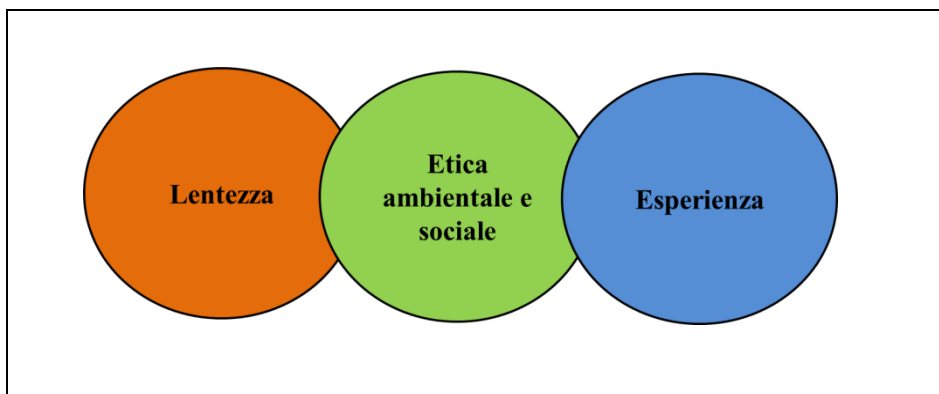 Lentezza
Etica
ambientale e
sociale
Esperienza